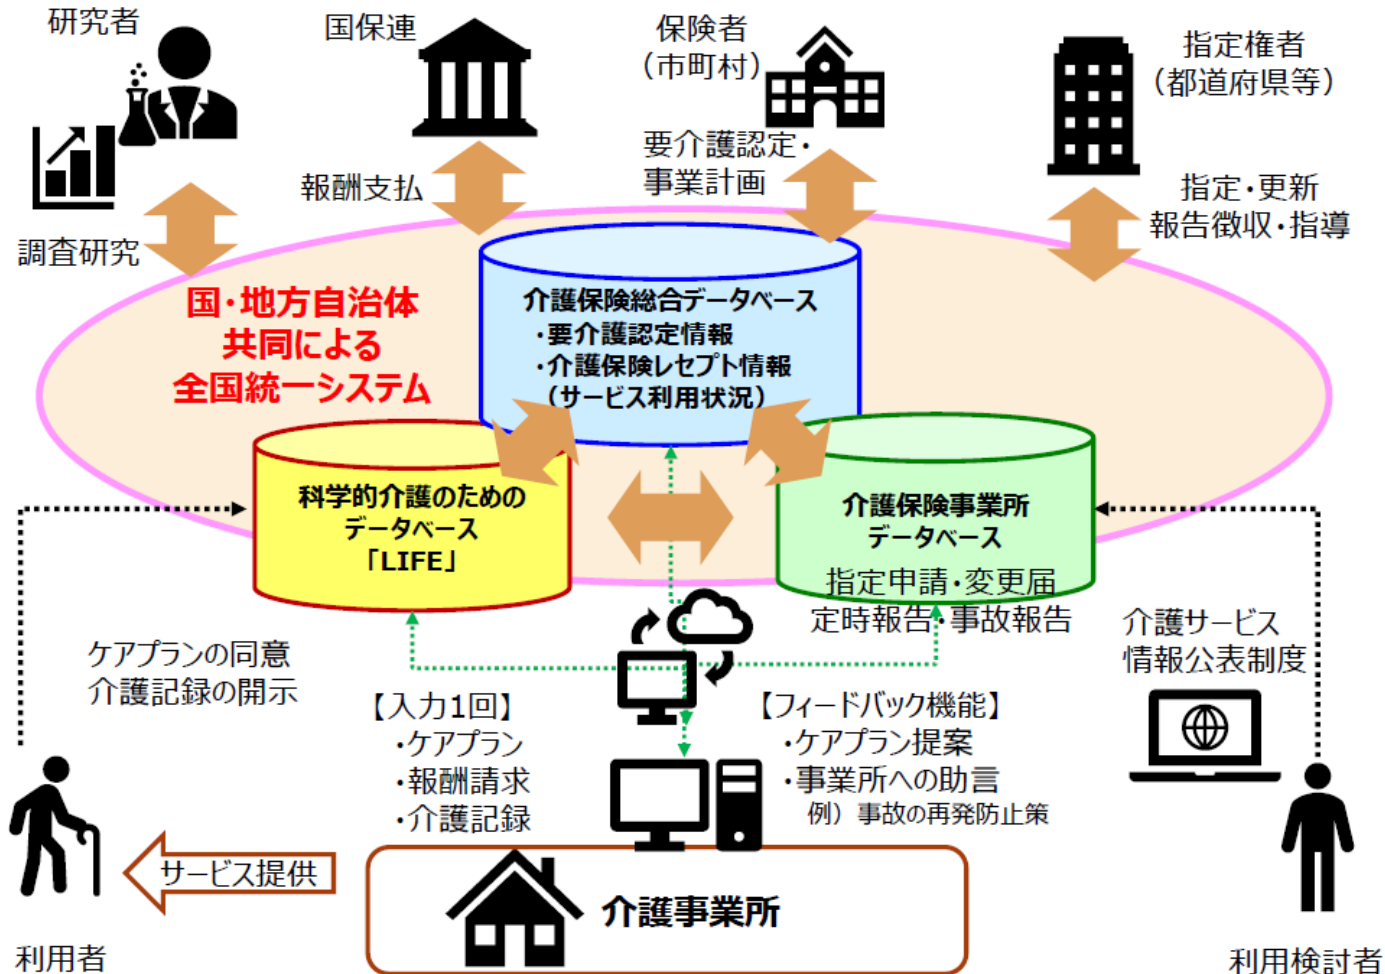 研究者
国保連
保険者
（市町村）
指定権者
（都道府県等）
調査研究
報酬支払
要介護認定・
事業計画
指定・更新
報告徴収・指導
国・地方自治体
共同による
全国統一システム
介護保険総合データベース
・要介護認定情報
・介護保険レセプト情報
（サービス利用状況）
科学的介護のための
データベース
「LIFE」
介護保険事業所
データベース
指定申請・変更届
定時報告・事故報告
ケアプランの同意
介護記録の開示
【入力1回】
・ケアプラン
・報酬請求
・介護記録
【フィードバック機能】
・ケアプラン提案
・事業所への助言
例）事故の再発防止策
介護サービス
情報公表制度
サービス提供
介護事業所
利用者
利用検討者